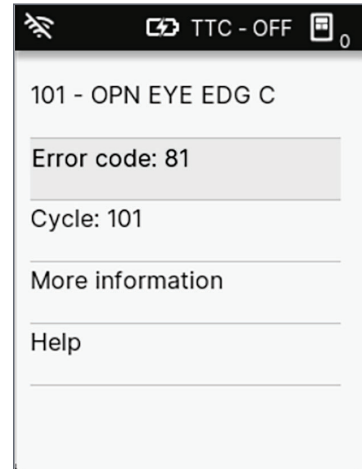 TTC - OFF 0
101 - OPN EYE EDG C
Error code: 81
Cycle: 101
More information
Help